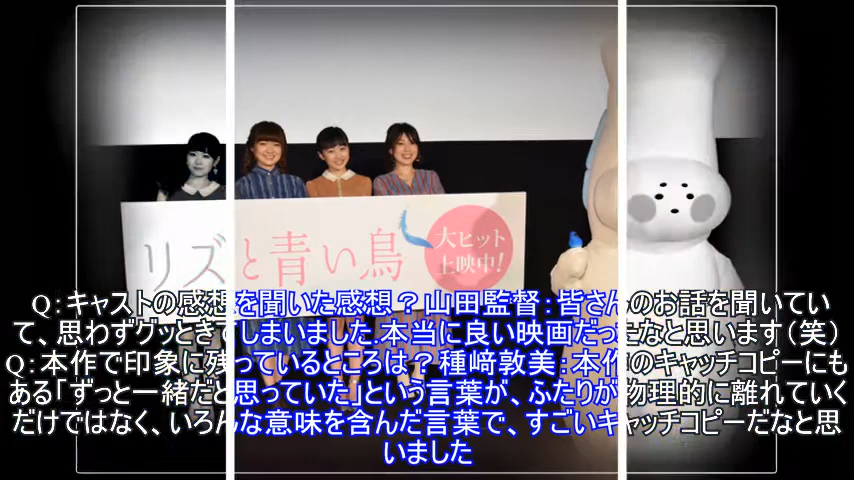 リズと青い鳥
大ヒット
上映中!
Q:キャストの感想を聞いた感想?山田監督:皆さんのお話を聞いてい
て、思わずグッときてしまいました.本当に良い映画だったなと思います(笑)
Q:本作で印象に残っているところは?種﨑敦美:本作のキャッチコピーにも
ある「ずっと一緒だと思っていた」という言葉が、ふたりが物理的に離れていく
だけではなく、いろんな意味を含んだ言葉で、すごいキャッチコピーだなと思
いました